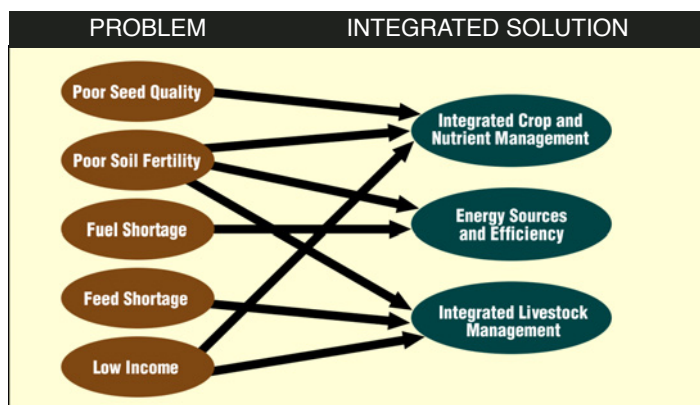 PROBLEM
INTEGRATED SOLUTION
Poor Seed Quality
Poor Soil Fertility
Fuel Shortage
Feed Shortage
Low Income
Integrated Crop and
Nutrient Management
Energy Sources
and Efficiency
Integrated Livestock
Management